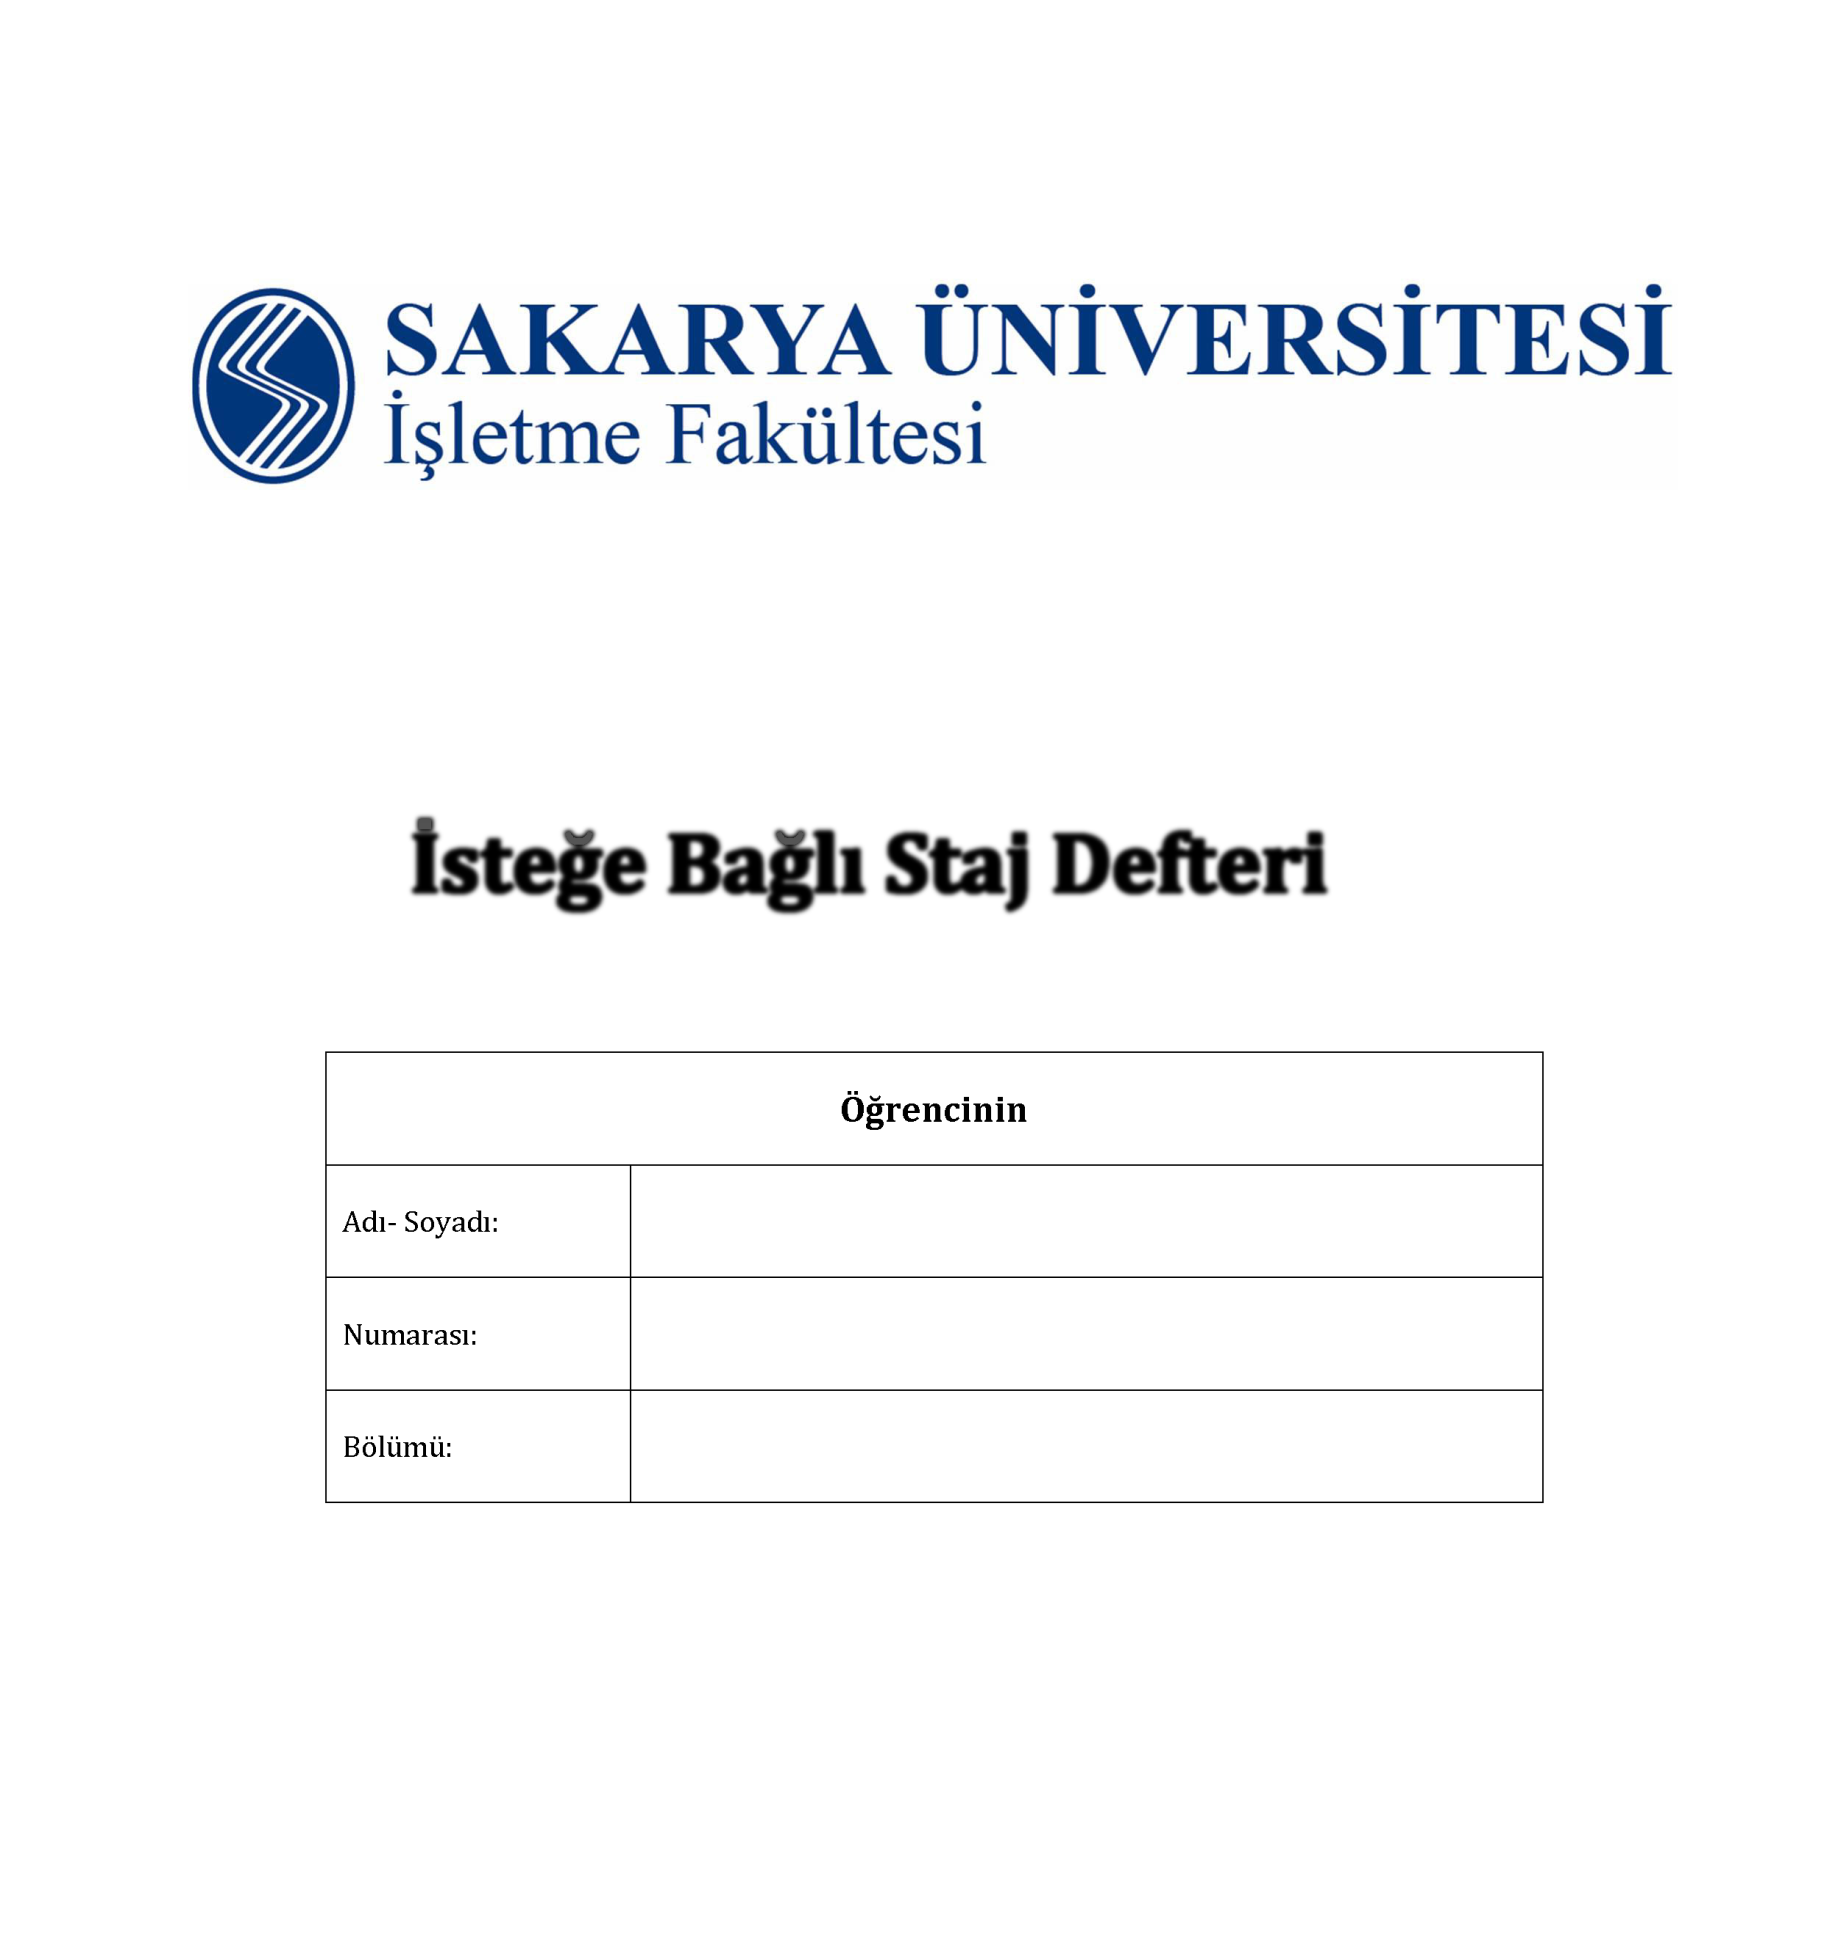 SAKARYA ÜNİVERSİTESİ
İşletme Fakültesi
İsteğe Bağlı Staj Defteri
Öğrencinin
Adı- Soyadı:
Numarası:
Bölümü: